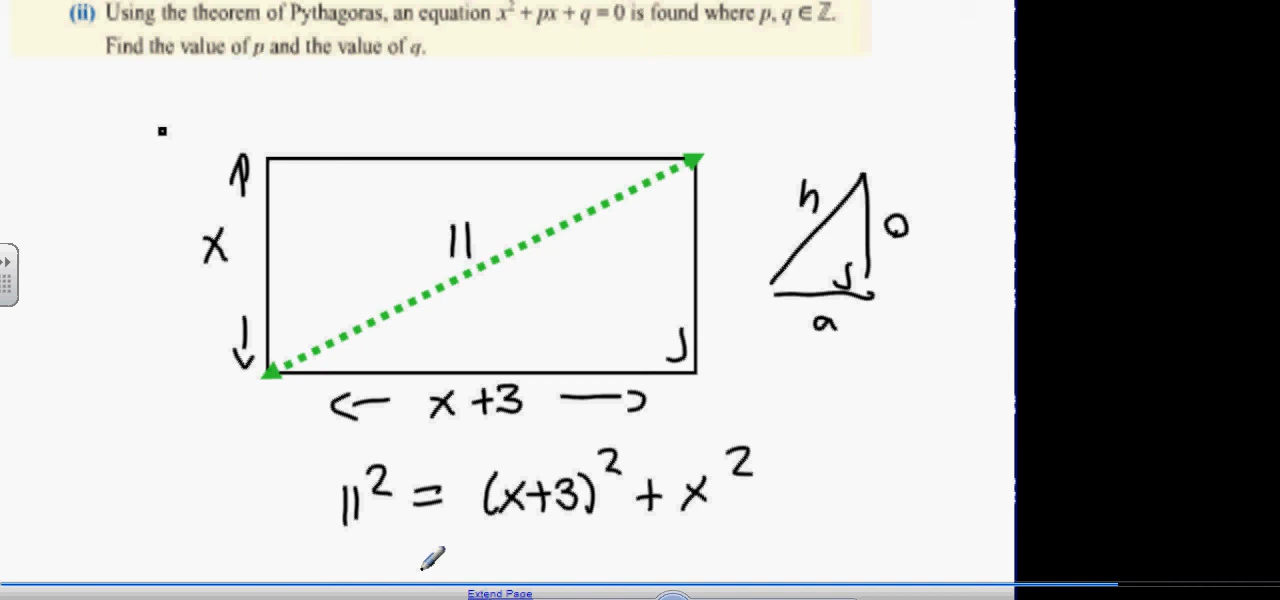 (ii) Using the theorem of Pythagoras, an equation x² + px + q = 0 is found where p, q ∈ ℤ.
Find the value of p and the value of q.
x
11
h
o
a
x + 3
11² = (x+3)² + x²
Extend Page